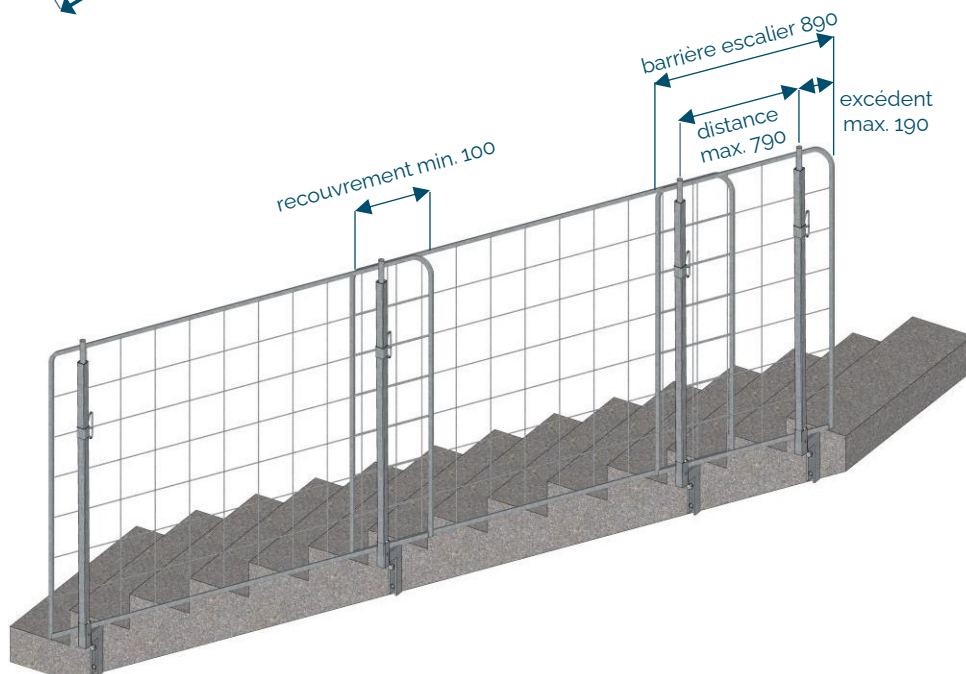 barrière escalier 890
excédent
max. 190
distance
max. 790
recouvrement min. 100